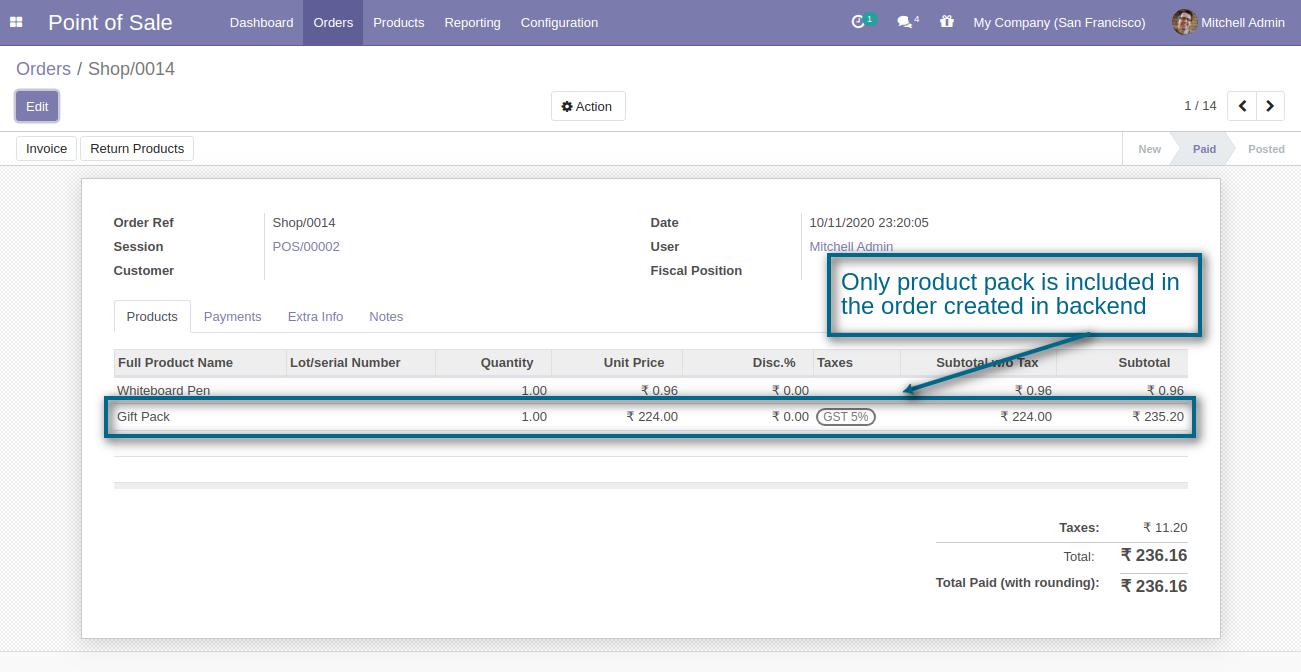 Point of Sale Dashboard Orders Products Reporting Configuration 1 4 My Company (San Francisco) Mitchell Admin
Orders / Shop/0014
Edit Action 1 / 14
Invoice Return Products New Paid Posted
Order Ref Shop/0014 Date 10/11/2020 23:20:05
Session POS/00002 User Mitchell Admin
Customer Fiscal Position
Only product pack is included in
the order created in backend
Products Payments Extra Info Notes
Full Product Name Lot/serial Number Quantity Unit Price Disc.% Taxes Subtotal w/o Tax Subtotal
Whiteboard Pen 1.00 ₹ 0.96 ₹ 0.00 ₹ 0.96 ₹ 0.96
Gift Pack 1.00 ₹ 224.00 ₹ 0.00 GST 5% ₹ 224.00 ₹ 235.20
Taxes: ₹ 11.20
Total: ₹ 236.16
Total Paid (with rounding): ₹ 236.16